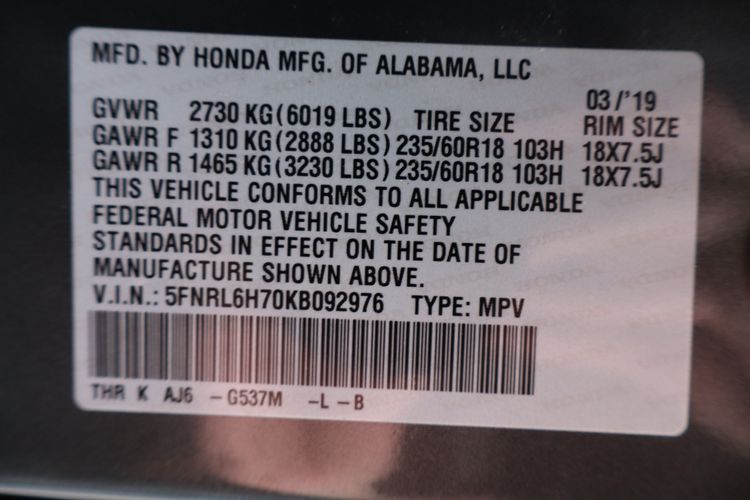 MFD. BY HONDA MFG. OF ALABAMA, LLC
03/'19
GVWR 2730 KG(6019 LBS) TIRE SIZE RIM SIZE
GAWR F 1310 KG(2888 LBS) 235/60R18 103H 18X7.5J
GAWR R 1465 KG(3230 LBS) 235/60R18 103H 18X7.5J
THIS VEHICLE CONFORMS TO ALL APPLICABLE
FEDERAL MOTOR VEHICLE SAFETY
STANDARDS IN EFFECT ON THE DATE OF
MANUFACTURE SHOWN ABOVE.
V.I.N.: 5FNRL6H70KB092976 TYPE: MPV
THR K AJ6 -G537M -L -B